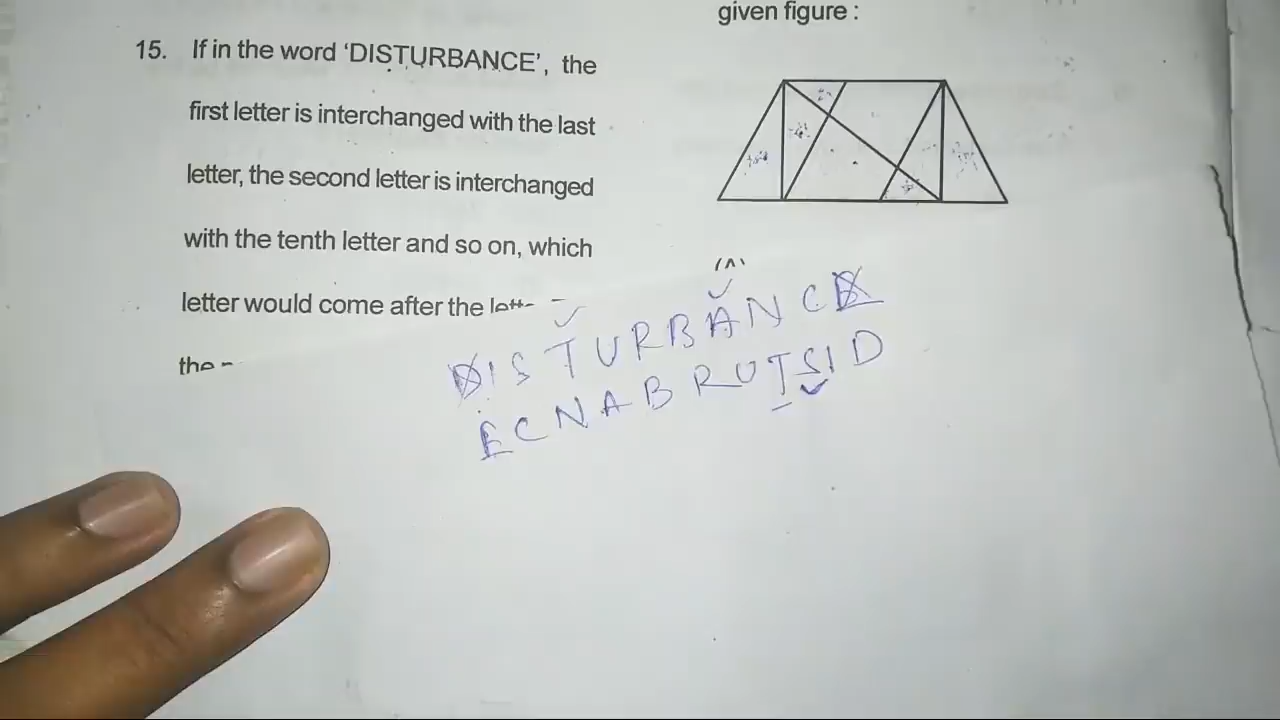 given figure :
15. If in the word 'DISTURBANCE', the
first letter is interchanged with the last
letter, the second letter is interchanged
with the tenth letter and so on, which
letter would come after the
the
DISTURBANCE
ECNABRUTSID